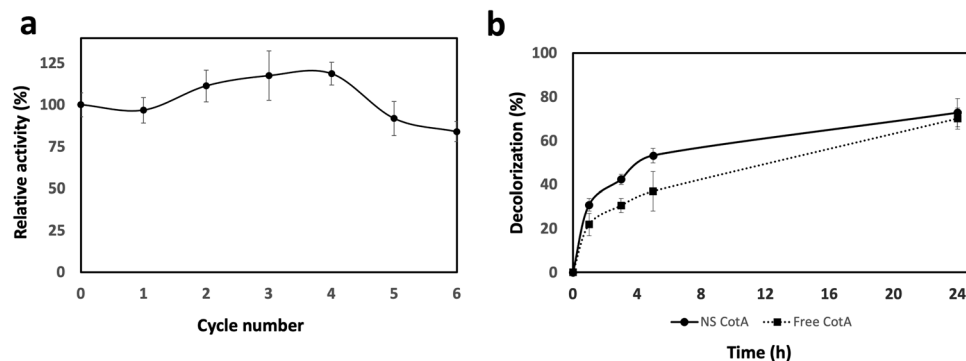 a
Relative activity (%)
125
100
75
50
25
0
0 1 2 3 4 5 6
Cycle number
b
Decolorization (%)
100
80
60
40
20
0
0 4 8 12 16 20 24
NS CotA Free CotA
Time (h)